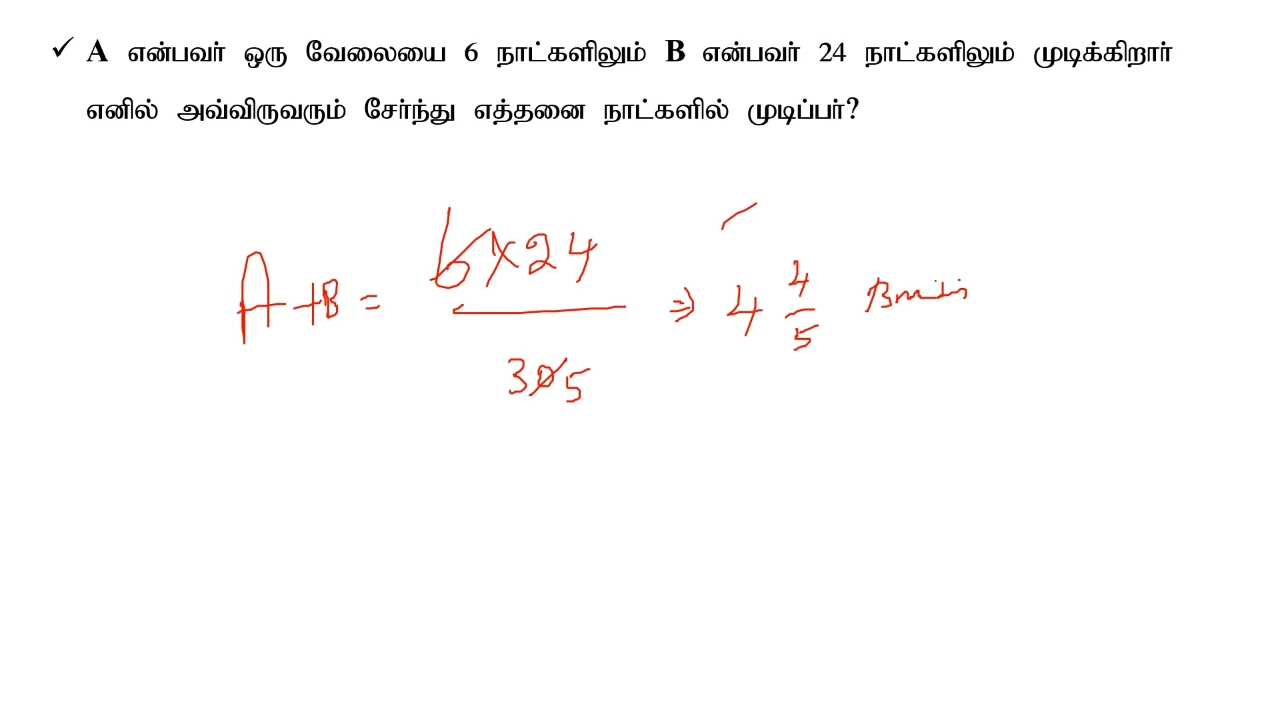 ✓ A என்பவர் ஒரு வேலையை 6 நாட்களிலும் B என்பவர் 24 நாட்களிலும் முடிக்கிறார்
எனில் அவ்விருவரும் சேர்ந்து எத்தனை நாட்களில் முடிப்பர்?
A+B = 6×24 ⇒ 4 4/5
30 5